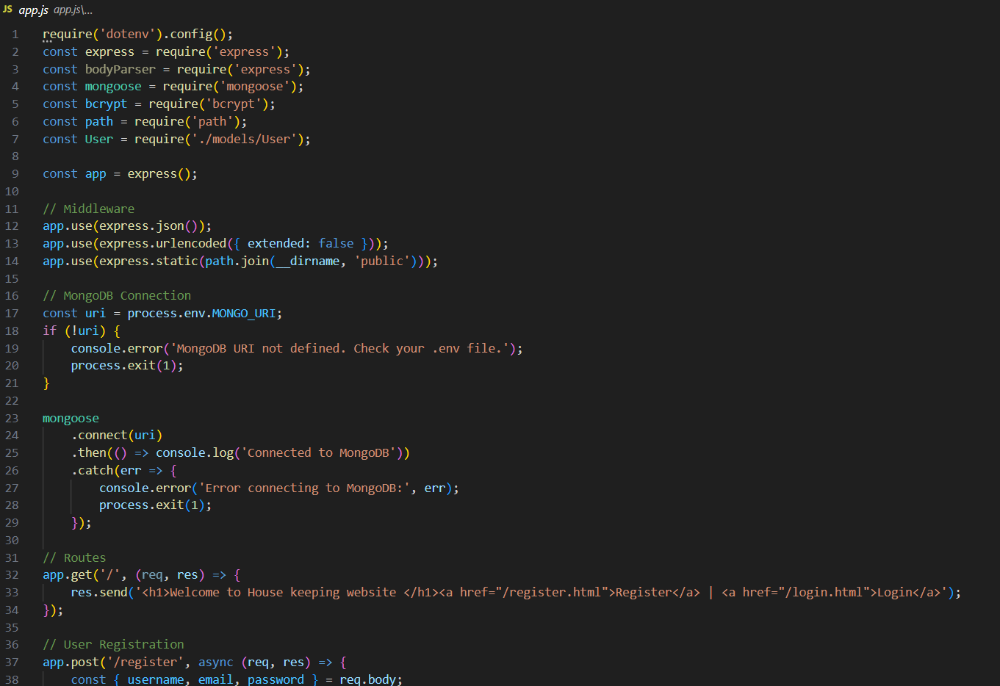 JS app.js app.js\...
1 require('dotenv').config();
2 const express = require('express');
3 const bodyParser = require('express');
4 const mongoose = require('mongoose');
5 const bcrypt = require('bcrypt');
6 const path = require('path');
7 const User = require('./models/User');
8
9 const app = express();
10
11 // Middleware
12 app.use(express.json());
13 app.use(express.urlencoded({ extended: false }));
14 app.use(express.static(path.join(__dirname, 'public')));
15
16 // MongoDB Connection
17 const uri = process.env.MONGO_URI;
18 if (!uri) {
19     console.error('MongoDB URI not defined. Check your .env file.');
20     process.exit(1);
21 }
22
23 mongoose
24     .connect(uri)
25     .then(() => console.log('Connected to MongoDB'))
26     .catch(err => {
27         console.error('Error connecting to MongoDB:', err);
28         process.exit(1);
29     });
30
31 // Routes
32 app.get('/', (req, res) => {
33     res.send('<h1>Welcome to House keeping website </h1><a href="/register.html">Register</a> | <a href="/login.html">Login</a>');
34 });
35
36 // User Registration
37 app.post('/register', async (req, res) => {
38     const { username, email, password } = req.body;